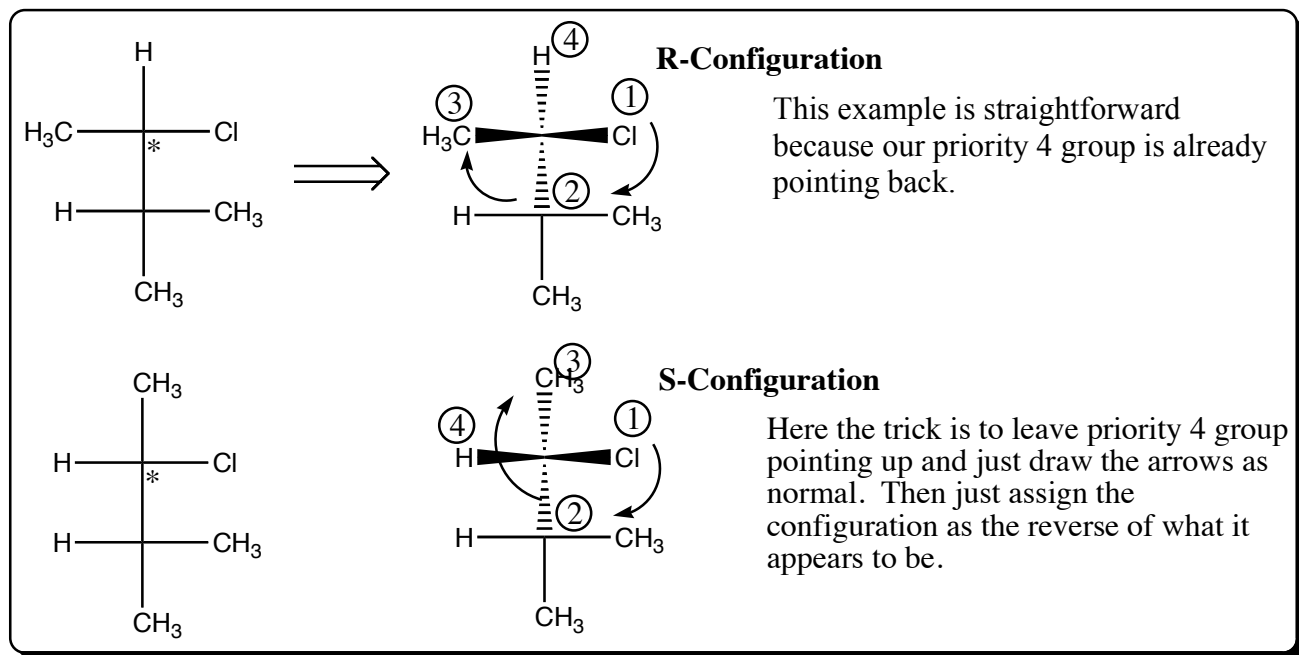 H
H₃C Cl
*
H CH₃
CH₃
H 4
3 1
H₃C Cl
2
H CH₃
CH₃
R-Configuration
This example is straightforward
because our priority 4 group is already
pointing back.
CH₃
H Cl
*
H CH₃
CH₃
3
CH₃
4 1
H Cl
2
H CH₃
CH₃
S-Configuration
Here the trick is to leave priority 4 group
pointing up and just draw the arrows as
normal. Then just assign the
configuration as the reverse of what it
appears to be.